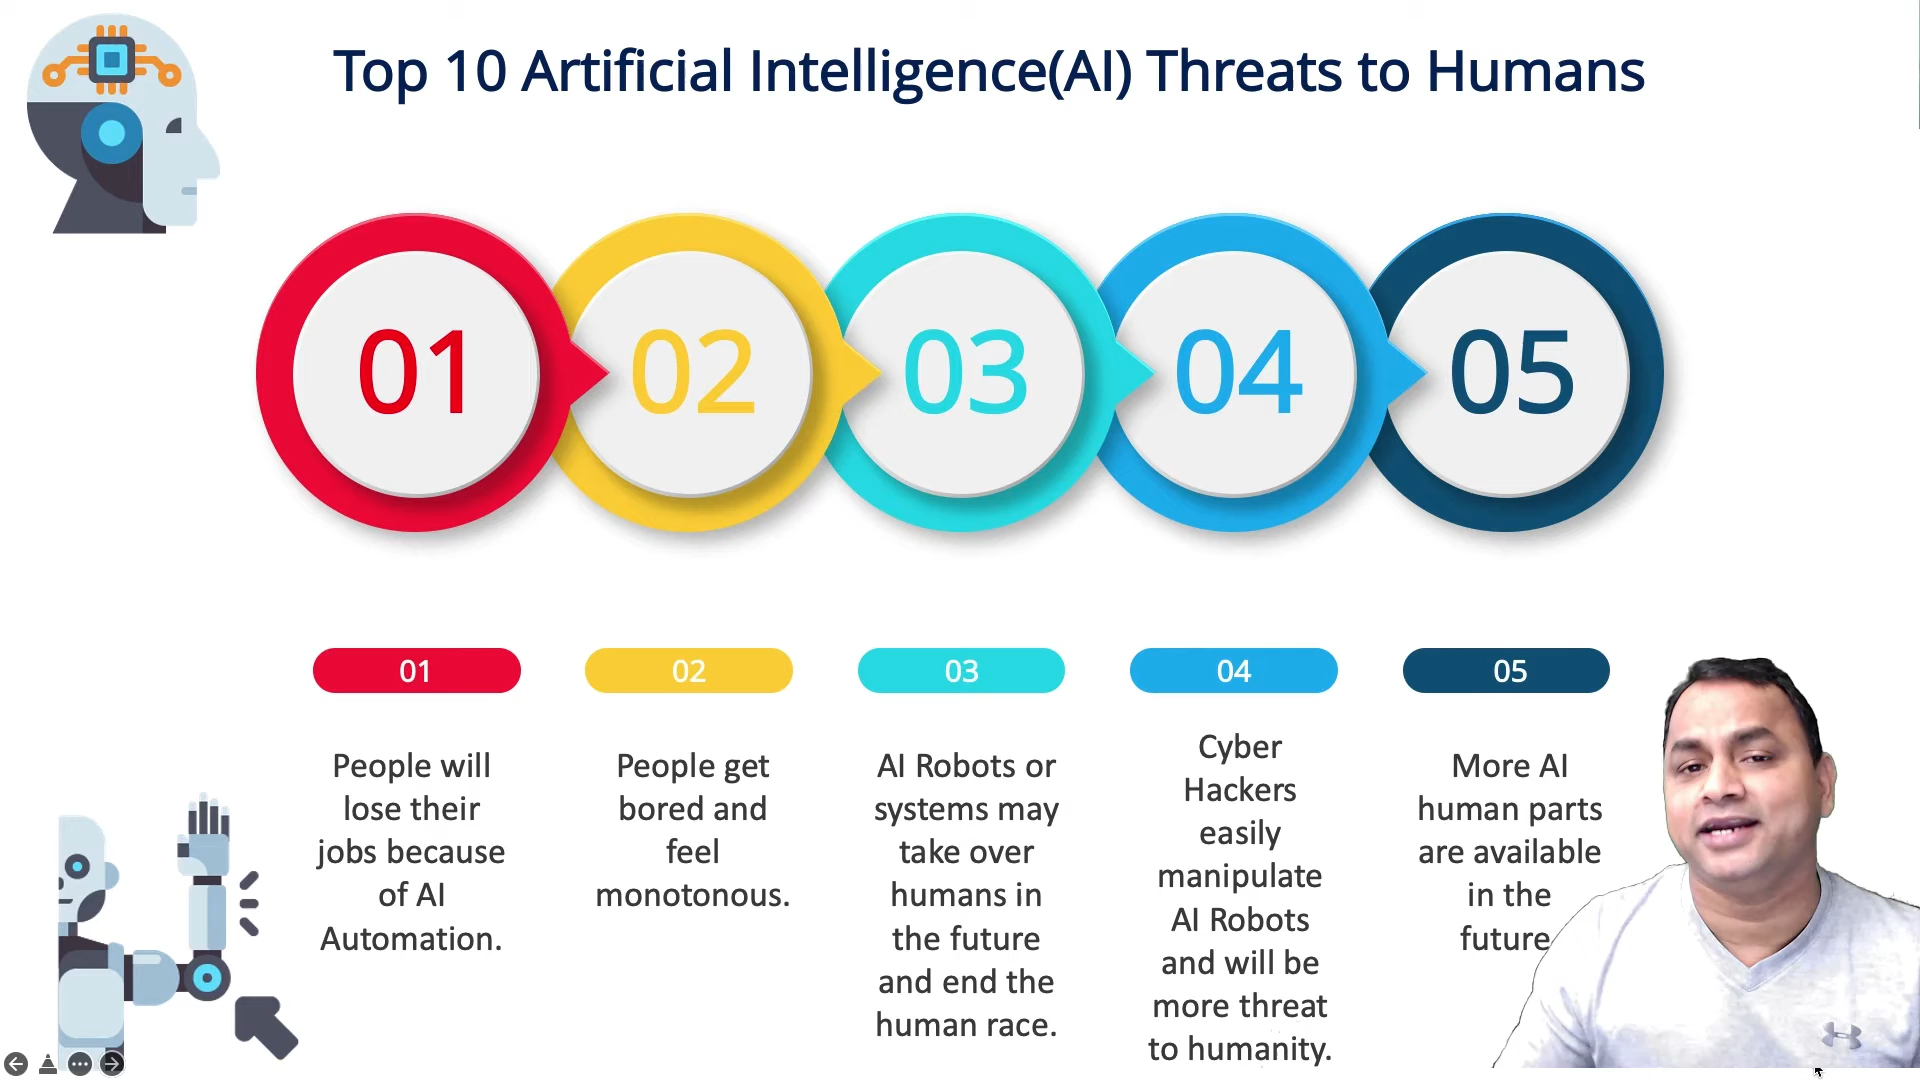 Top 10 Artificial Intelligence(AI) Threats to Humans
01
02
03
04
05
01
People will
lose their
jobs because
of AI
Automation.
02
People get
bored and
feel
monotonous.
03
AI Robots or
systems may
take over
humans in
the future
and end the
human race.
04
Cyber
Hackers
easily
manipulate
AI Robots
and will be
more threat
to humanity.
05
More AI
human parts
are available
in the
future